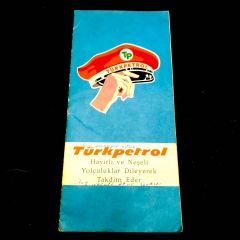 TP
TÜRKPETROL
Türkpetrol
Hayırlı ve Neşeli
Yolculuklar Dileyerek
Takdim Eder